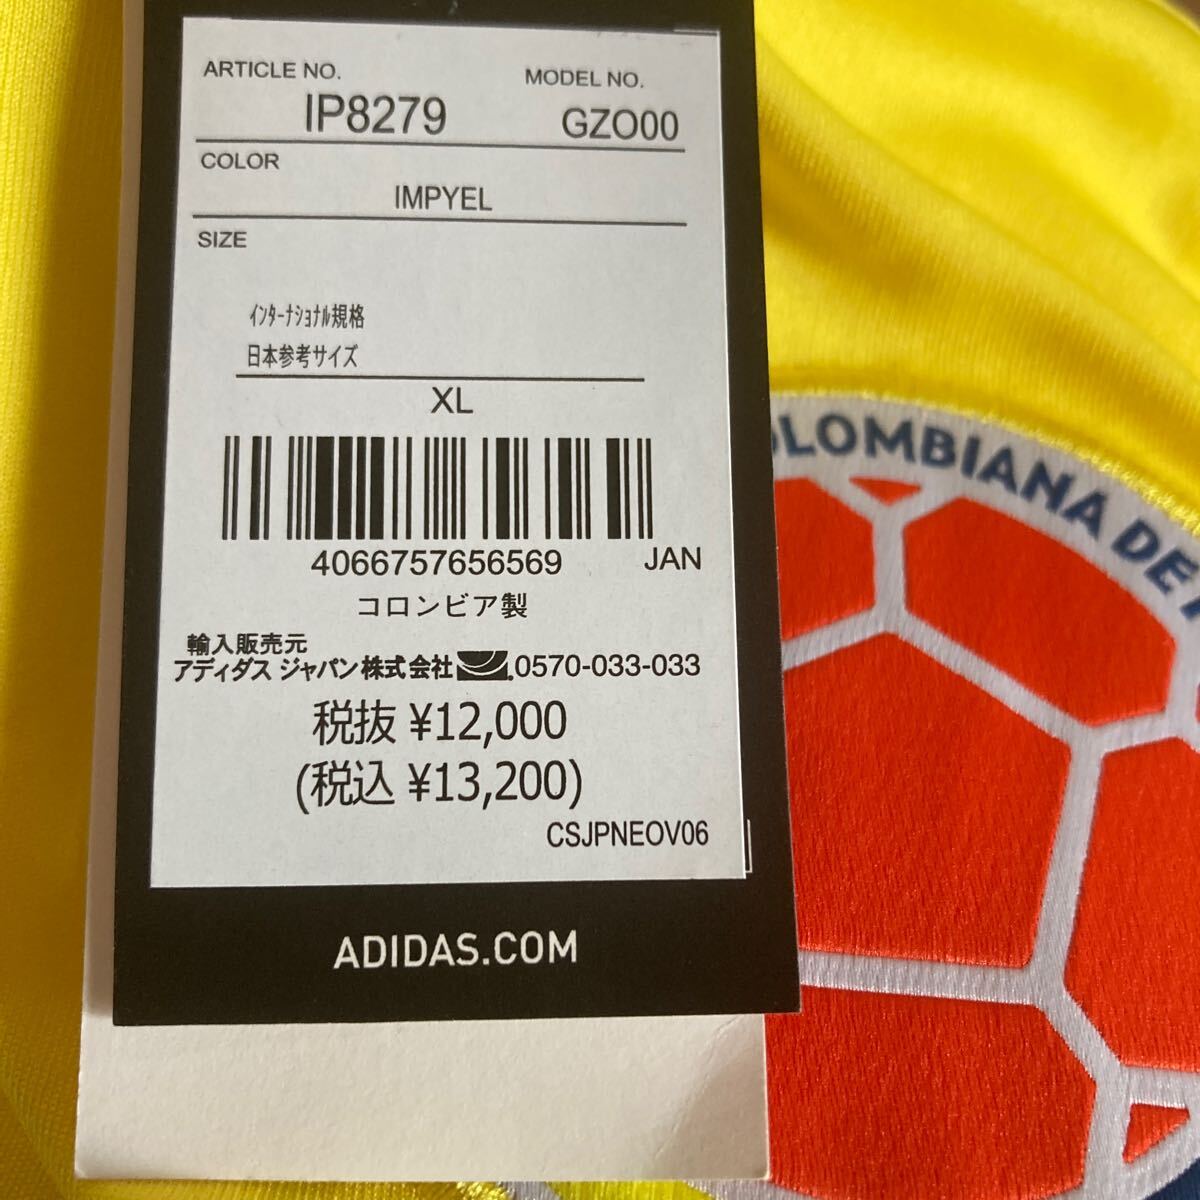 ARTICLE NO. MODEL NO.
IP8279 GZO00
COLOR
IMPYEL
SIZE
ｲﾝﾀｰﾅｼｮﾅﾙ規格
日本参考サイズ
XL
4066757656569 JAN
コロンビア製
輸入販売元
アディダス ジャパン株式会社 0570-033-033
税抜 ¥12,000
(税込 ¥13,200)
CSJPNEOV06
ADIDAS.COM
OLOMBIANA DE